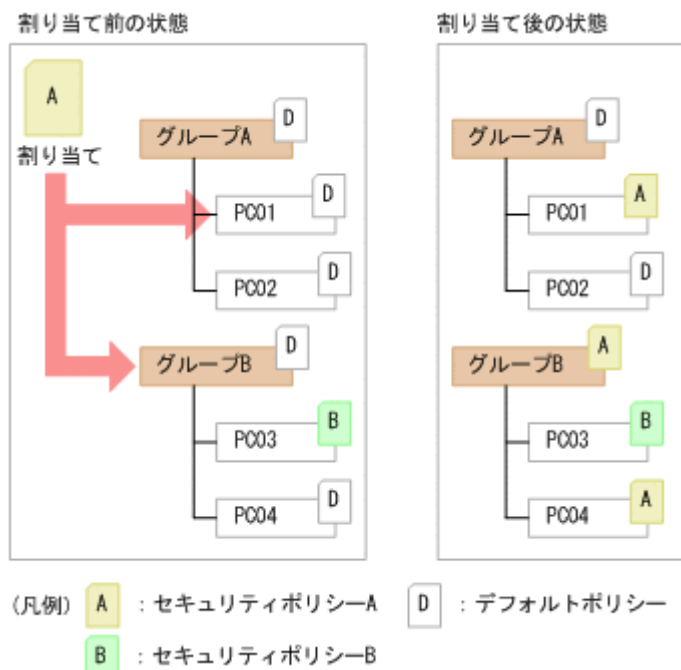 割り当て前の状態
A
割り当て
グループA
D
PC01
D
PC02
D
グループB
D
PC03
B
PC04
D
割り当て後の状態
グループA
D
PC01
A
PC02
D
グループB
A
PC03
B
PC04
A
(凡例) A :セキュリティポリシーA D :デフォルトポリシー
B :セキュリティポリシーB